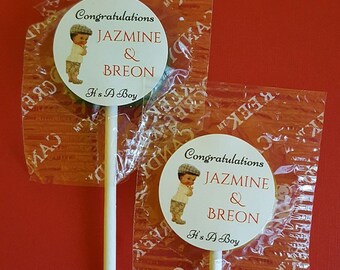 Congratulations
JAZMINE
&
BREON
It's A Boy
Congratulations
JAZMINE
&
BREON
It's A Boy